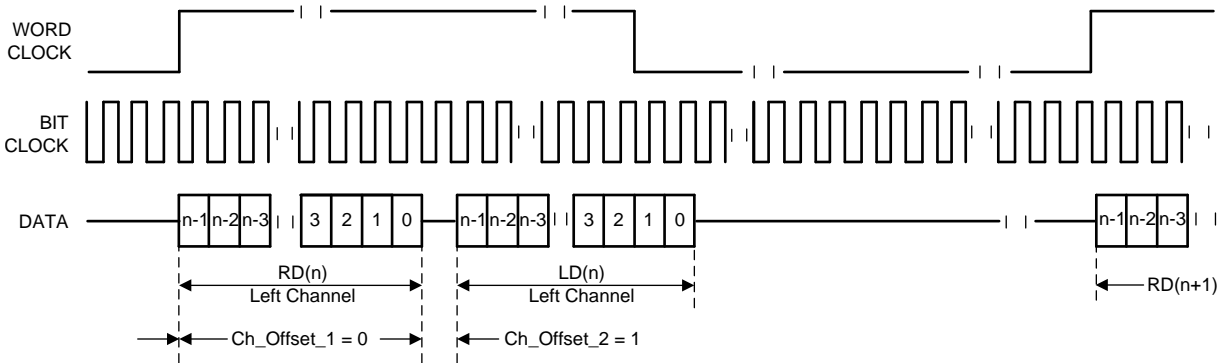 WORD
CLOCK
BIT
CLOCK
DATA
n-1 n-2 n-3 3 2 1 0 n-1 n-2 n-3 3 2 1 0 n-1 n-2 n-3
RD(n)
Left Channel
LD(n)
Left Channel
RD(n+1)
Ch_Offset_1 = 0
Ch_Offset_2 = 1